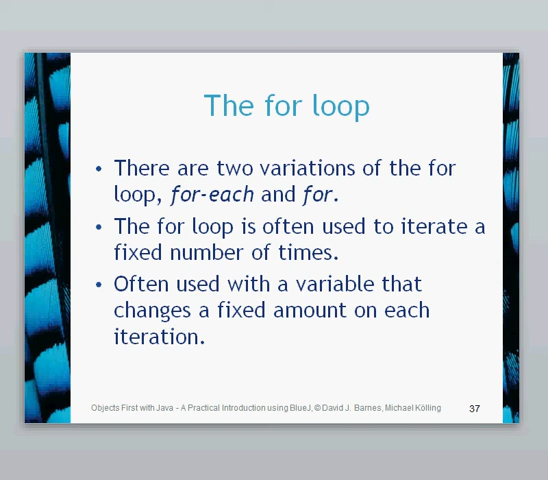 The for loop
• There are two variations of the for
loop, for-each and for.
• The for loop is often used to iterate a
fixed number of times.
• Often used with a variable that
changes a fixed amount on each
iteration.
Objects First with Java - A Practical Introduction using BlueJ, © David J. Barnes, Michael Kölling
37